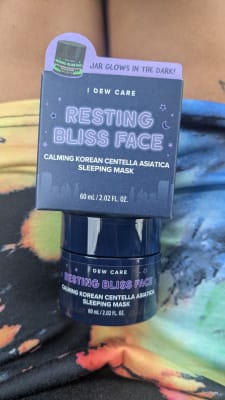 JAR GLOWS IN THE DARK!
I DEW CARE
RESTING
BLISS FACE
CALMING KOREAN CENTELLA ASIATICA
SLEEPING MASK
60 mL / 2.02 FL. OZ.
I DEW CARE
RESTING BLISS FACE
CALMING KOREAN CENTELLA ASIATICA
SLEEPING MASK
60 mL / 2.02 FL. OZ.